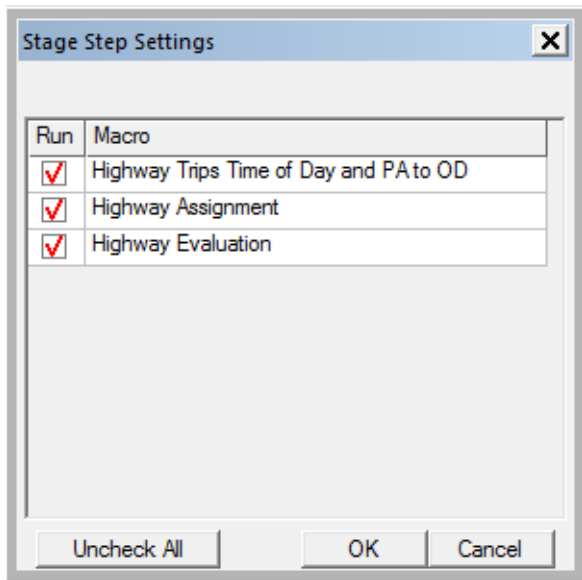 Stage Step Settings
Run Macro
Highway Trips Time of Day and PA to OD
Highway Assignment
Highway Evaluation
Uncheck All OK Cancel